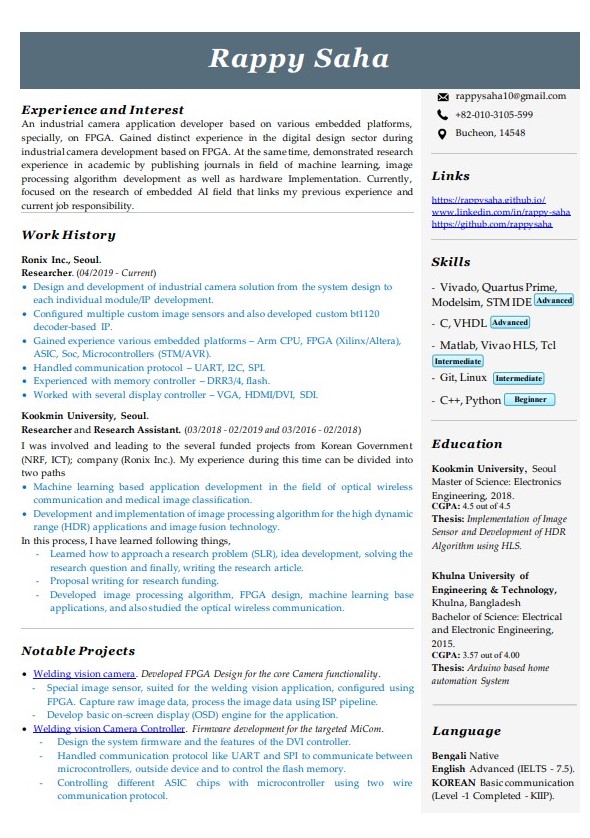 Rappy Saha
Experience and Interest
An industrial camera application developer based on various embedded platforms,
specially, on FPGA. Gained distinct experience in the digital design sector during
industrial camera development based on FPGA. At the same time, demonstrated research
experience in academic by publishing journals in field of machine learning, image
processing algorithm development as well as hardware Implementation. Currently,
focused on the research of embedded AI field that links my previous experience and
current job responsibility.
Work History
Ronix Inc., Seoul.
Researcher. (04/2019 - Current)
• Design and development of industrial camera solution from the system design to
each individual module/IP development.
• Configured multiple custom image sensors and also developed custom bt1120
decoder-based IP.
• Gained experience various embedded platforms – Arm CPU, FPGA (Xilinx/Altera),
ASIC, Soc, Microcontrollers (STM/AVR).
• Handled communication protocol – UART, I2C, SPI.
• Experienced with memory controller – DRR3/4, flash.
• Worked with several display controller – VGA, HDMI/DVI, SDI.
Kookmin University, Seoul.
Researcher and Research Assistant. (03/2018 - 02/2019 and 03/2016 - 02/2018)
I was involved and leading to the several funded projects from Korean Government
(NRF, ICT); company (Ronix Inc.). My experience during this time can be divided into
two paths
• Machine learning based application development in the field of optical wireless
communication and medical image classification.
• Development and implementation of image processing algorithm for the high dynamic
range (HDR) applications and image fusion technology.
In this process, I have learned following things,
- Learned how to approach a research problem (SLR), idea development, solving the
research question and finally, writing the research article.
- Proposal writing for research funding.
- Developed image processing algorithm, FPGA design, machine learning base
applications, and also studied the optical wireless communication.
Notable Projects
• Welding vision camera. Developed FPGA Design for the core Camera functionality.
- Special image sensor, suited for the welding vision application, configured using
FPGA. Capture raw image data, process the image data using ISP pipeline.
- Develop basic on-screen display (OSD) engine for the application.
• Welding vision Camera Controller. Firmware development for the targeted MiCom.
- Design the system firmware and the features of the DVI controller.
- Handled communication protocol like UART and SPI to communicate between
microcontrollers, outside device and to control the flash memory.
- Controlling different ASIC chips with microcontroller using two wire
communication protocol.
rappysaha10@gmail.com
+82-010-3105-599
Bucheon, 14548
Links
https://rappysaha.github.io/
www.linkedin.com/in/rappy-saha
https://github.com/rappysaha
Skills
- Vivado, Quartus Prime,
Modelsim, STM IDE Advanced
- C, VHDL Advanced
- Matlab, Vivao HLS, Tcl
Intermediate
- Git, Linux Intermediate
- C++, Python Beginner
Education
Kookmin University, Seoul
Master of Science: Electronics
Engineering, 2018.
CGPA: 4.5 out of 4.5
Thesis: Implementation of Image
Sensor and Development of HDR
Algorithm using HLS.
Khulna University of
Engineering & Technology,
Khulna, Bangladesh
Bachelor of Science: Electrical
and Electronic Engineering,
2015.
CGPA: 3.57 out of 4.00
Thesis: Arduino based home
automation System
Language
Bengali Native
English Advanced (IELTS - 7.5).
KOREAN Basic communication
(Level -1 Completed - KIIP).